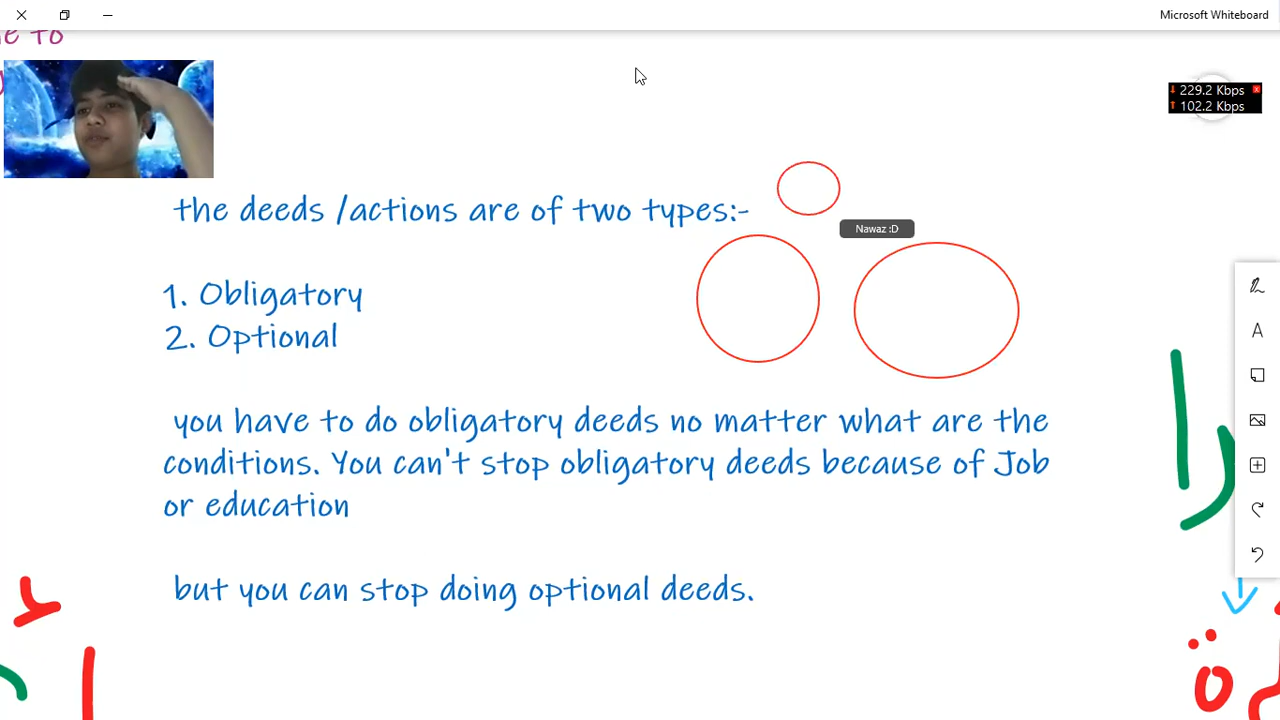 Microsoft Whiteboard
e to
229.2 Kbps
102.2 Kbps
the deeds /actions are of two types:-
Nawaz :D
1. Obligatory
2. Optional
you have to do obligatory deeds no matter what are the
conditions. You can't stop obligatory deeds because of Job
or education
but you can stop doing optional deeds.